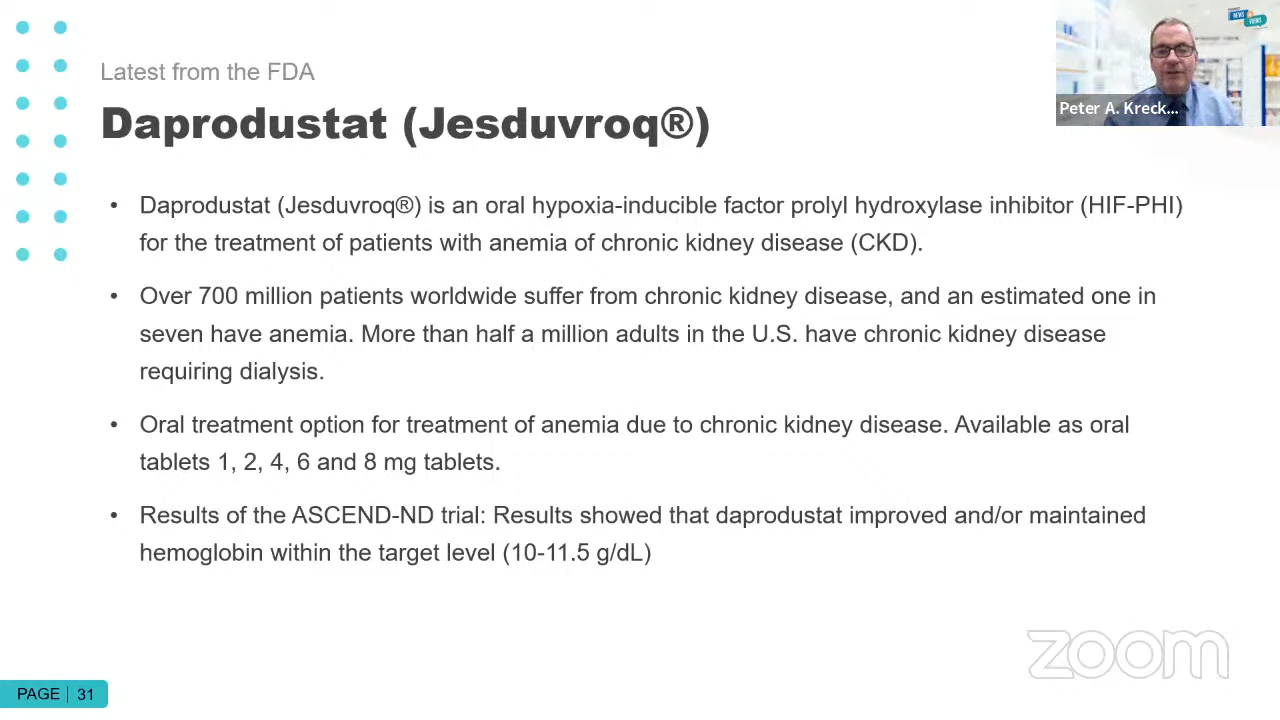 Latest from the FDA
Daprodustat (Jesduvroq®)
• Daprodustat (Jesduvroq®) is an oral hypoxia-inducible factor prolyl hydroxylase inhibitor (HIF-PHI)
for the treatment of patients with anemia of chronic kidney disease (CKD).
• Over 700 million patients worldwide suffer from chronic kidney disease, and an estimated one in
seven have anemia. More than half a million adults in the U.S. have chronic kidney disease
requiring dialysis.
• Oral treatment option for treatment of anemia due to chronic kidney disease. Available as oral
tablets 1, 2, 4, 6 and 8 mg tablets.
• Results of the ASCEND-ND trial: Results showed that daprodustat improved and/or maintained
hemoglobin within the target level (10-11.5 g/dL)
NEWS
VIEWS
Peter A. Kreck...
zoom
PAGE | 31